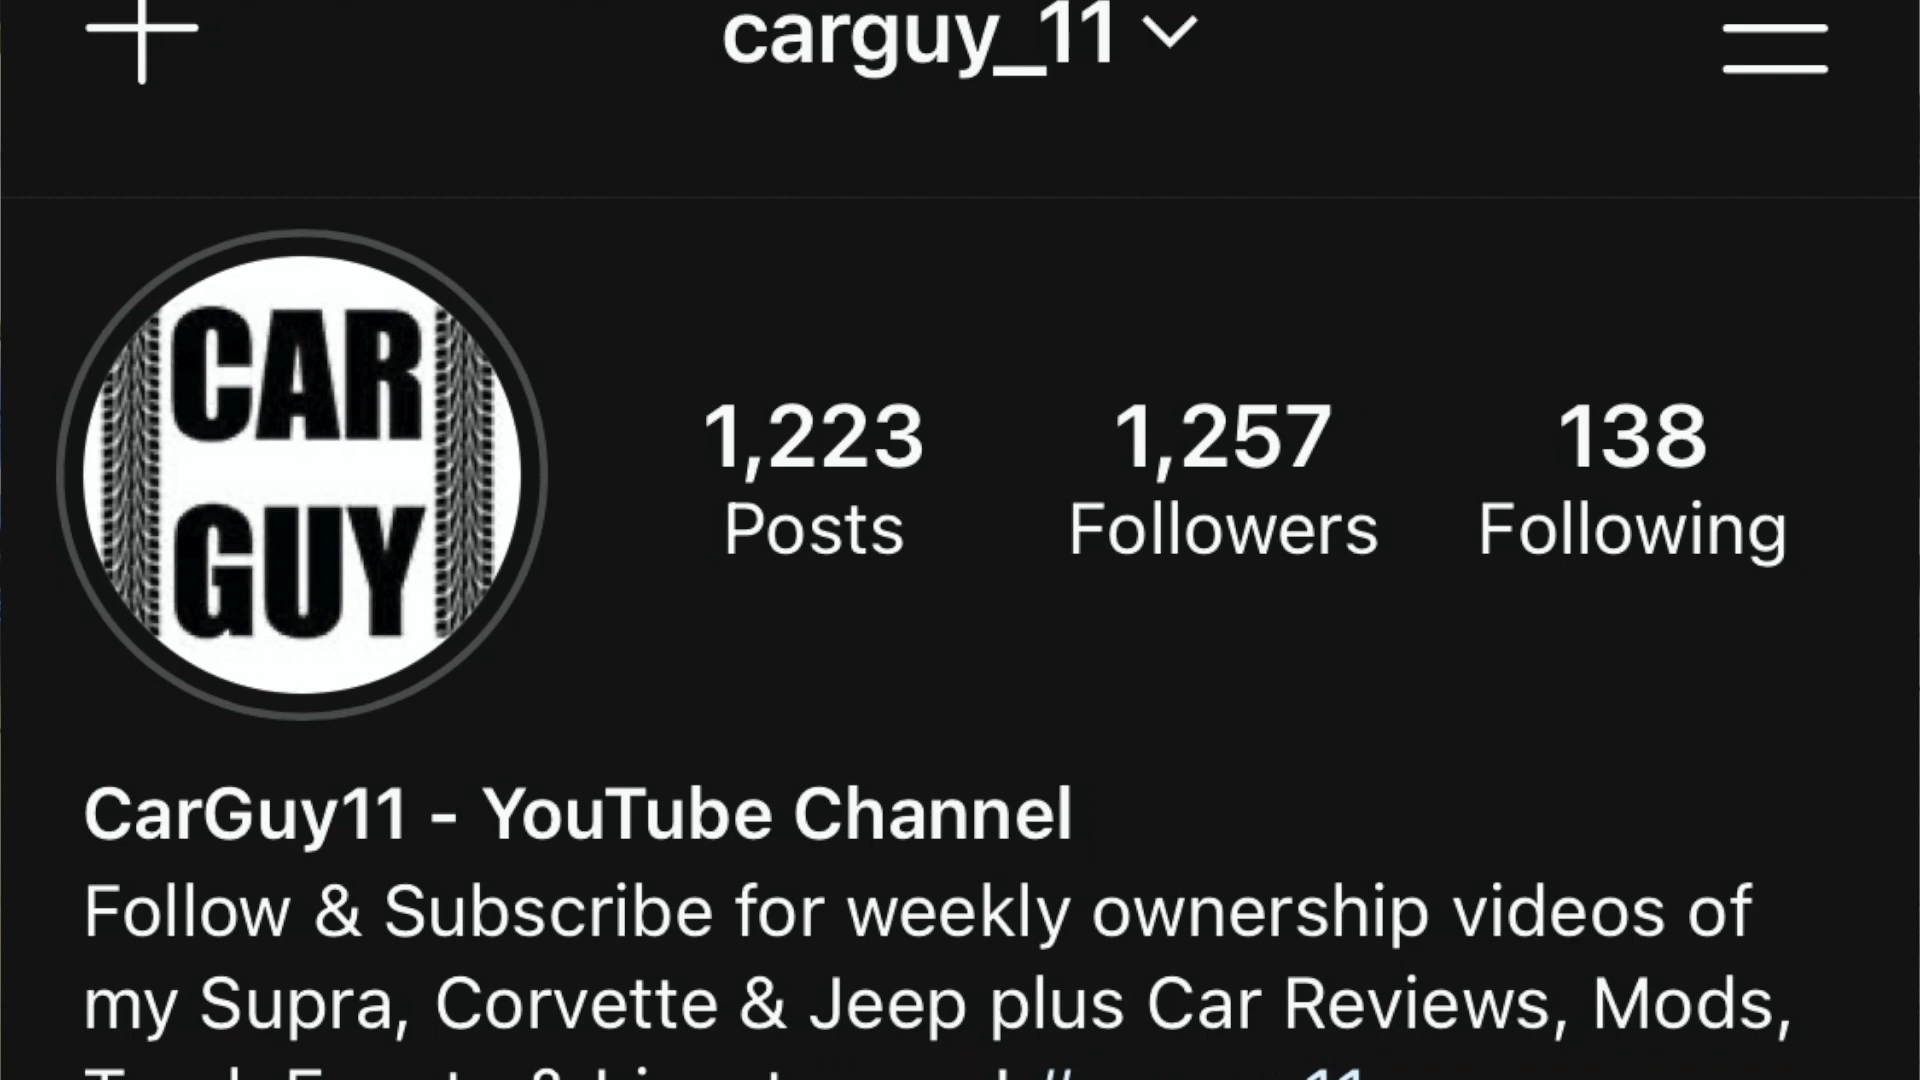 carguy_11
CAR
GUY
1,223
Posts
1,257
Followers
138
Following
CarGuy11 - YouTube Channel
Follow & Subscribe for weekly ownership videos of
my Supra, Corvette & Jeep plus Car Reviews, Mods,